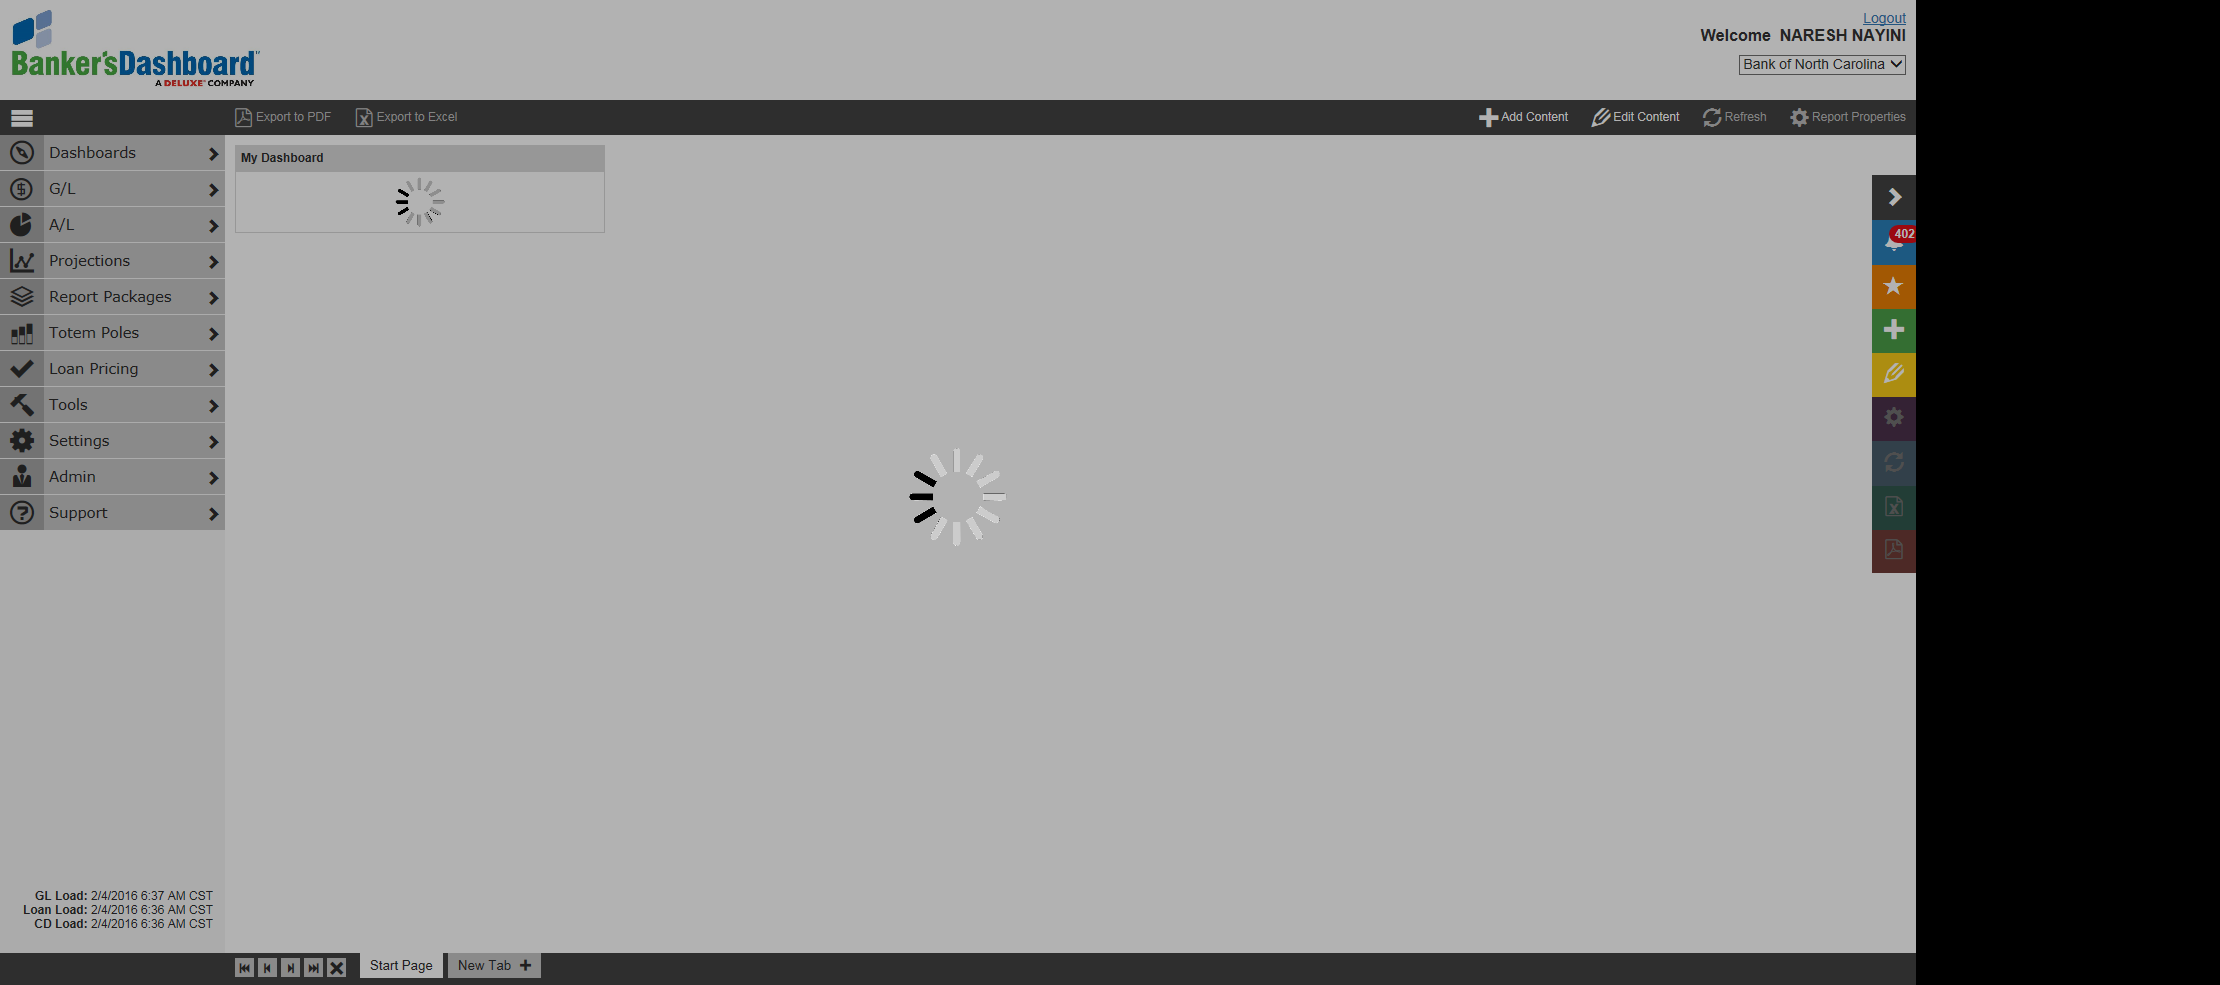 Logout
Welcome NARESH NAYINI
Bank of North Carolina
Banker'sDashboard™
A DELUXE® COMPANY
Export to PDF
Export to Excel
Add Content
Edit Content
Refresh
Report Properties
Dashboards
G/L
A/L
Projections
Report Packages
Totem Poles
Loan Pricing
Tools
Settings
Admin
Support
My Dashboard
402
GL Load: 2/4/2016 6:37 AM CST
Loan Load: 2/4/2016 6:36 AM CST
CD Load: 2/4/2016 6:36 AM CST
Start Page
New Tab